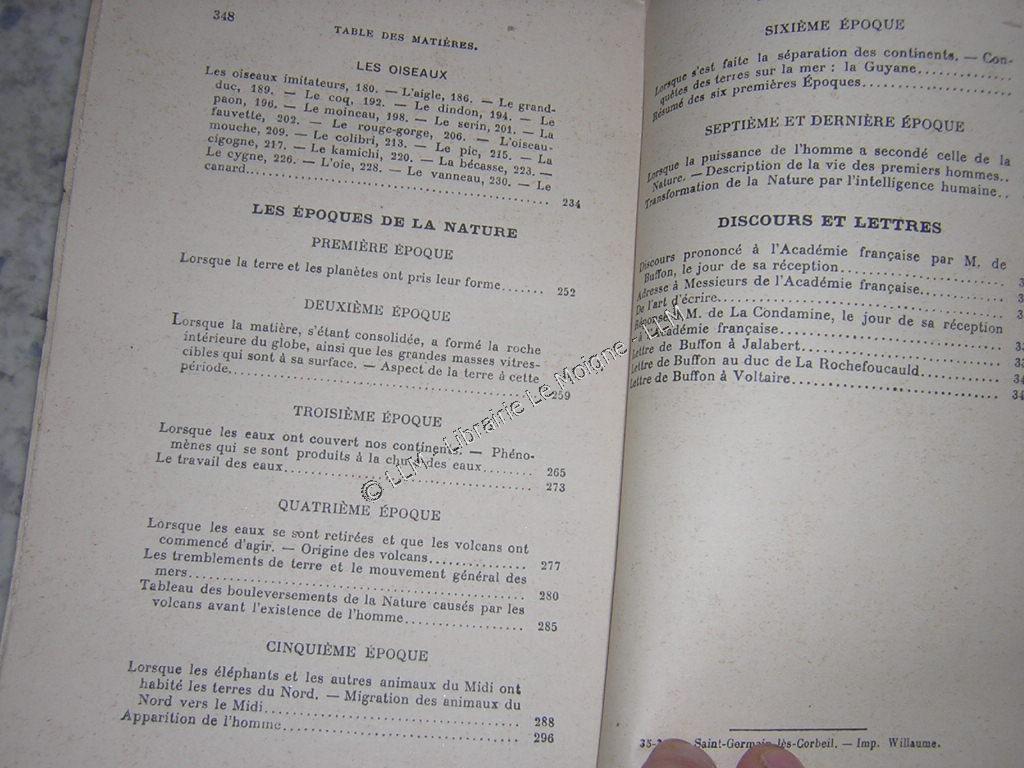 348
TABLE DES MATIÈRES.
LES OISEAUX
Les oiseaux imitateurs, 180. — L'aigle, 186. — Le grand-
duc, 189. — Le coq, 192. — Le dindon, 194. — Le
paon, 196. — Le moineau, 198. — Le serin, 201. — La
fauvette, 202. — Le rouge-gorge, 206. — L'oiseau-
mouche, 209. — Le colibri, 213. — Le pic, 215. — La
cigogne, 217. — Le kamichi, 220. — La bécasse, 223. —
Le cygne, 226. — L'oie, 228. — Le vanneau, 230. — Le
canard........ 234
LES ÉPOQUES DE LA NATURE
PREMIÈRE ÉPOQUE
Lorsque la terre et les planètes ont pris leur forme...... 252
DEUXIÈME ÉPOQUE
Lorsque la matière, s'étant consolidée, a formé la roche
intérieure du globe, ainsi que les grandes masses vitres-
cibles qui sont à sa surface. — Aspect de la terre à cette
période........ 259
TROISIÈME ÉPOQUE
Lorsque les eaux ont couvert nos continents. — Phéno-
mènes qui se sont produits à la chute des eaux........ 265
Le travail des eaux........ 273
QUATRIÈME ÉPOQUE
Lorsque les eaux se sont retirées et que les volcans ont
commencé d'agir. — Origine des volcans........ 277
Les tremblements de terre et le mouvement général des
mers........ 280
Tableau des bouleversements de la Nature causés par les
volcans avant l'existence de l'homme........ 285
CINQUIÈME ÉPOQUE
Lorsque les éléphants et les autres animaux du Midi ont
habité les terres du Nord. — Migration des animaux du
Nord vers le Midi........ 288
Apparition de l'homme........ 296
SIXIÈME ÉPOQUE
Lorsque s'est faite la séparation des continents. — Con-
quêtes des terres sur la mer : la Guyane........
Résumé des six premières Époques........
SEPTIÈME ET DERNIÈRE ÉPOQUE
Lorsque la puissance de l'homme a secondé celle de la
Nature. — Description de la vie des premiers hommes..
Transformation de la Nature par l'intelligence humaine..
DISCOURS ET LETTRES
Discours prononcé à l'Académie française par M. de
Buffon, le jour de sa réception........
Adresse à Messieurs de l'Académie française..
De l'art d'écrire........
Réponse à M. de La Condamine, le jour de sa réception
à l'Académie française........
Lettre de Buffon à Jalabert........
Lettre de Buffon au duc de La Rochefoucauld....
Lettre de Buffon à Voltaire........
Saint-Germain-lès-Corbeil. — Imp. Willaume.
© LLM - Librairie Le Moigne - LLM